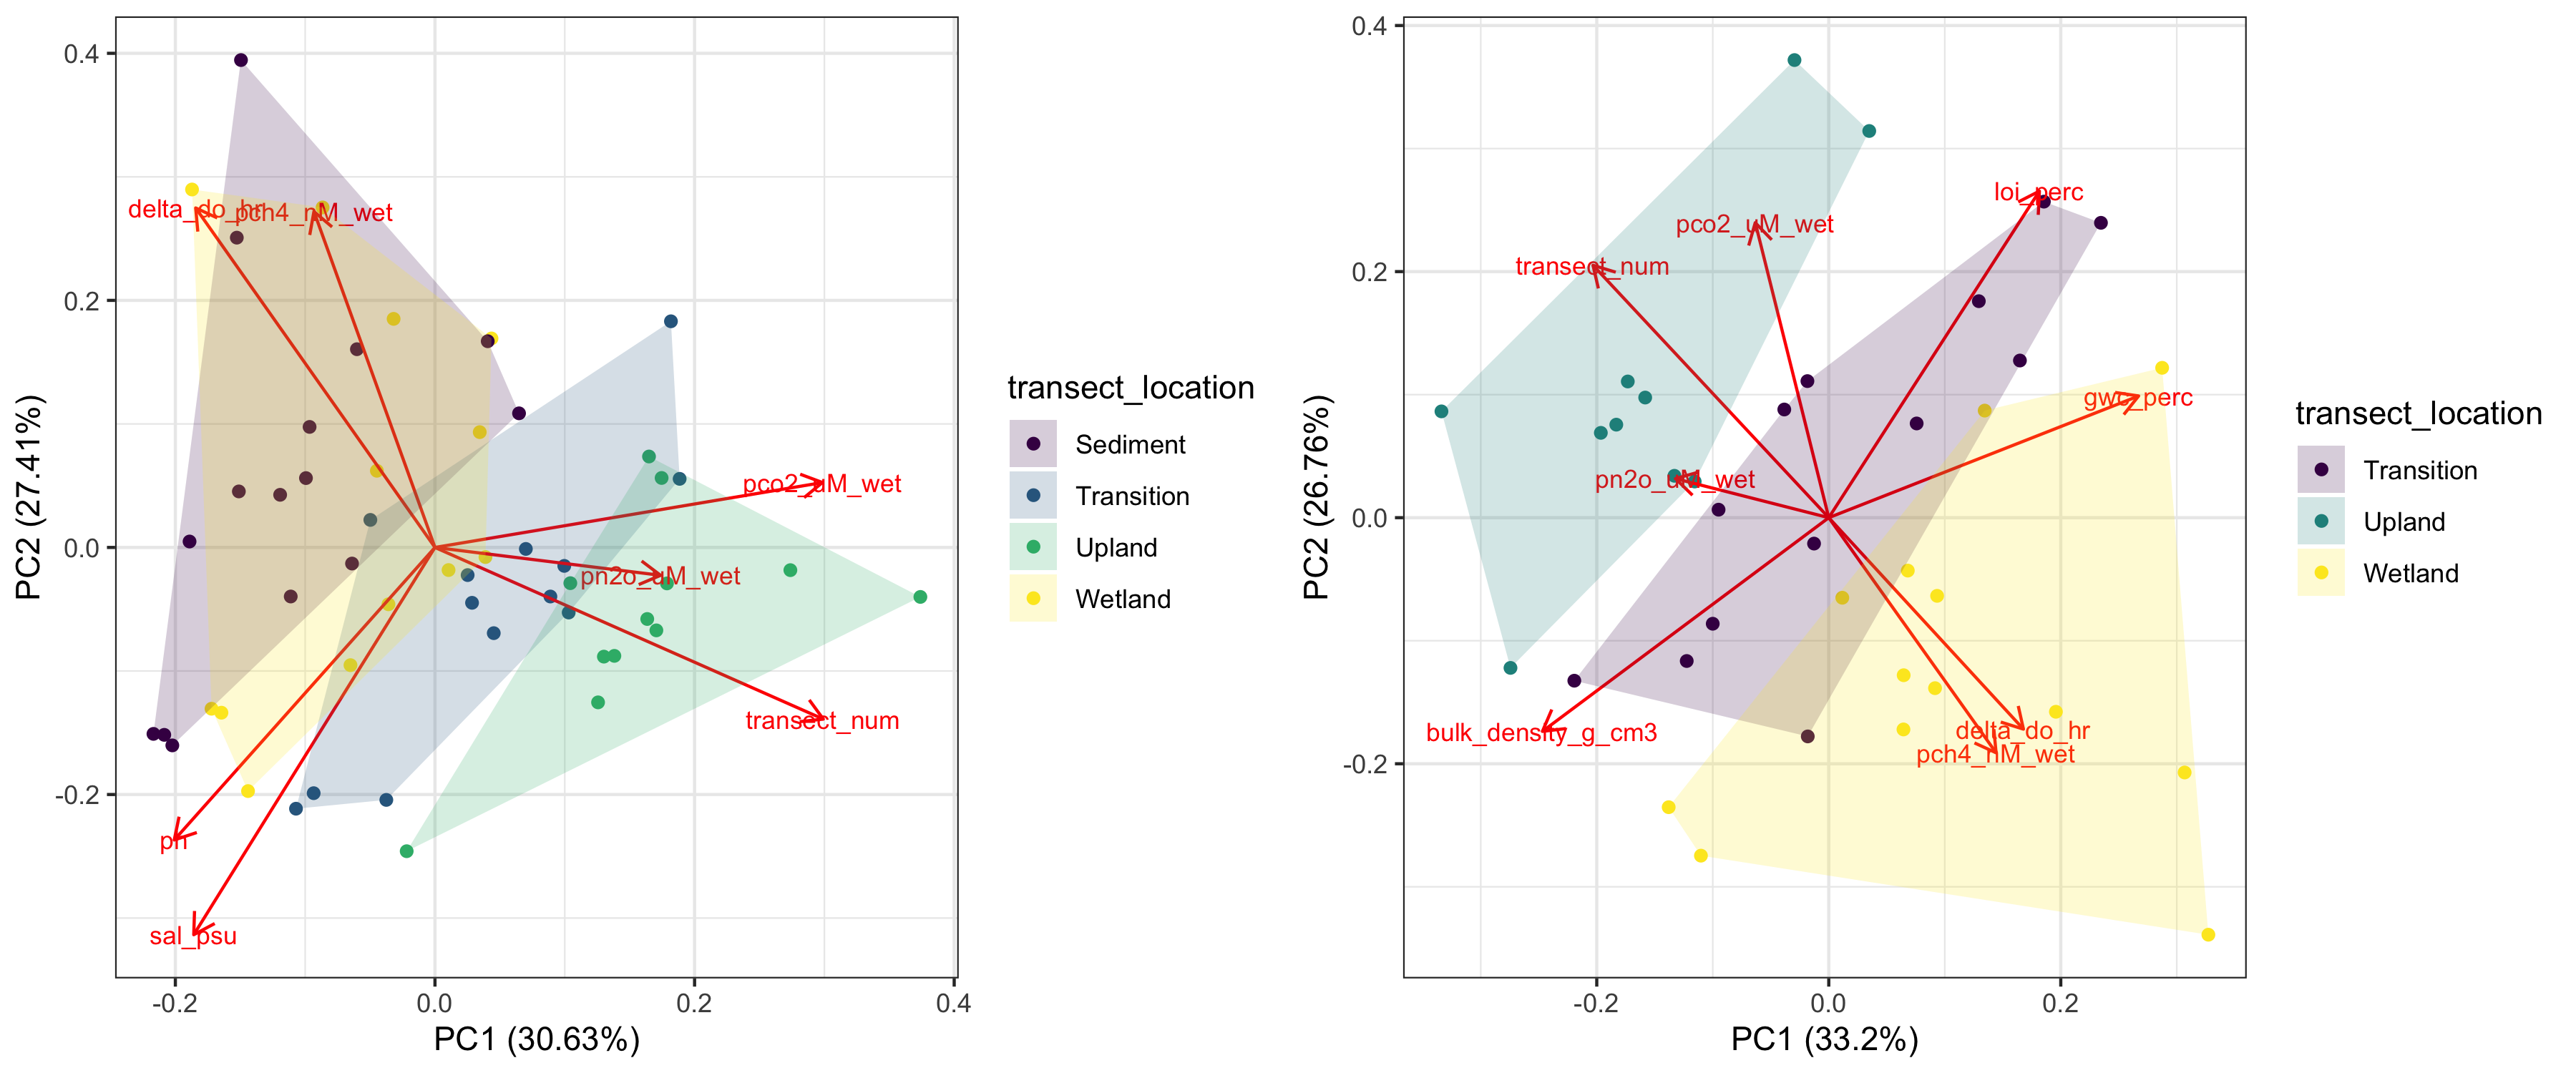 0.4
0.2
0.0
-0.2
PC2 (27.41%)
delta_do_hr
pch4_nM_wet
pco2_uM_wet
pn2o_uM_wet
transect_num
ph
sal_psu
-0.2
0.0
0.2
0.4
PC1 (30.63%)
transect_location
Sediment
Transition
Upland
Wetland
0.4
0.2
0.0
-0.2
PC2 (26.76%)
loi_perc
pco2_uM_wet
transect_num
gwc_perc
pn2o_uM_wet
bulk_density_g_cm3
delta_do_hr
pch4_nM_wet
-0.2
0.0
0.2
PC1 (33.2%)
transect_location
Transition
Upland
Wetland